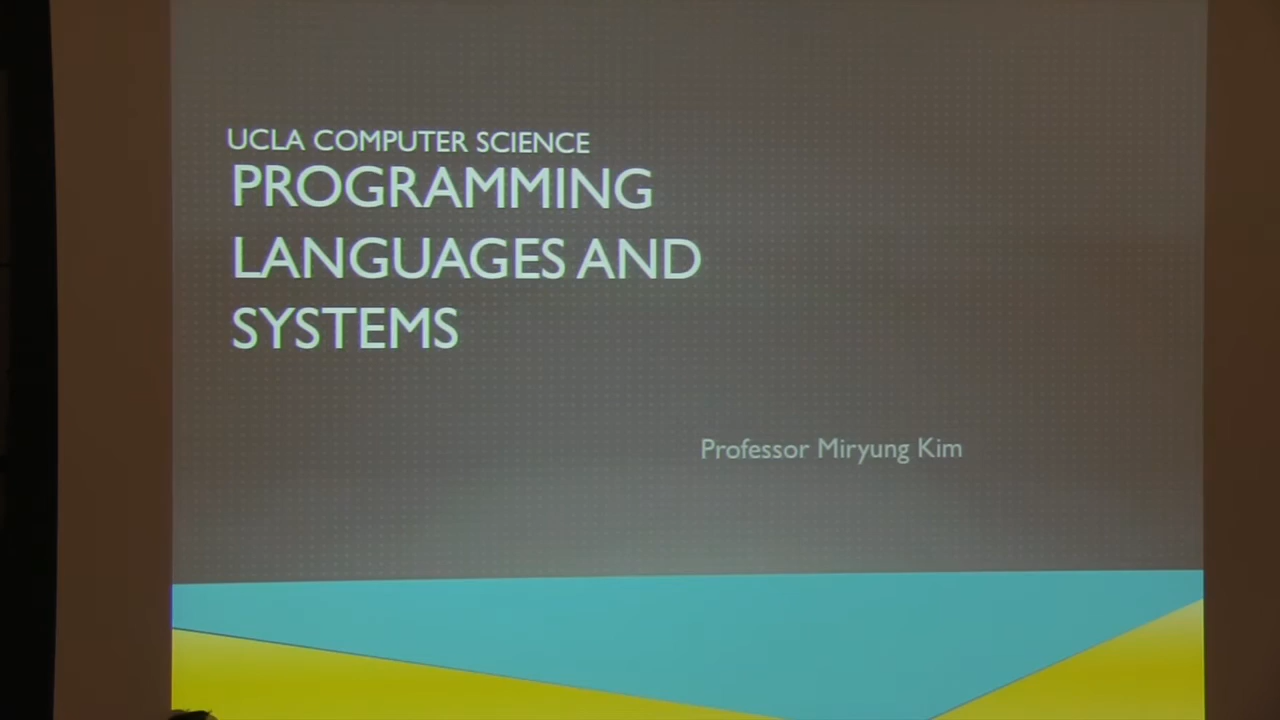 UCLA COMPUTER SCIENCE
PROGRAMMING
LANGUAGES AND
SYSTEMS
Professor Miryung Kim